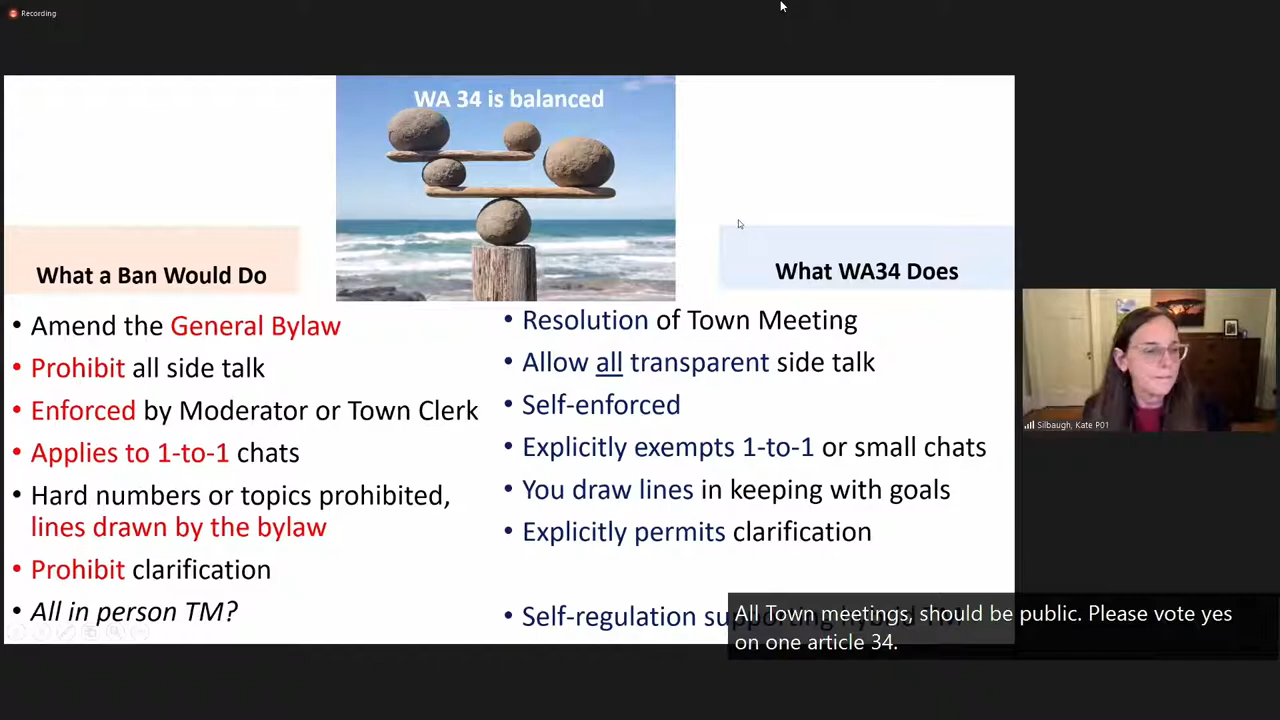 Recording
WA 34 is balanced
What a Ban Would Do
• Amend the General Bylaw
• Prohibit all side talk
• Enforced by Moderator or Town Clerk
• Applies to 1-to-1 chats
• Hard numbers or topics prohibited,
lines drawn by the bylaw
• Prohibit clarification
• All in person TM?
What WA34 Does
• Resolution of Town Meeting
• Allow all transparent side talk
• Self-enforced
• Explicitly exempts 1-to-1 or small chats
• You draw lines in keeping with goals
• Explicitly permits clarification
• Self-regulation
Silbaugh, Kate P01
All Town meetings, should be public. Please vote yes
on one article 34.